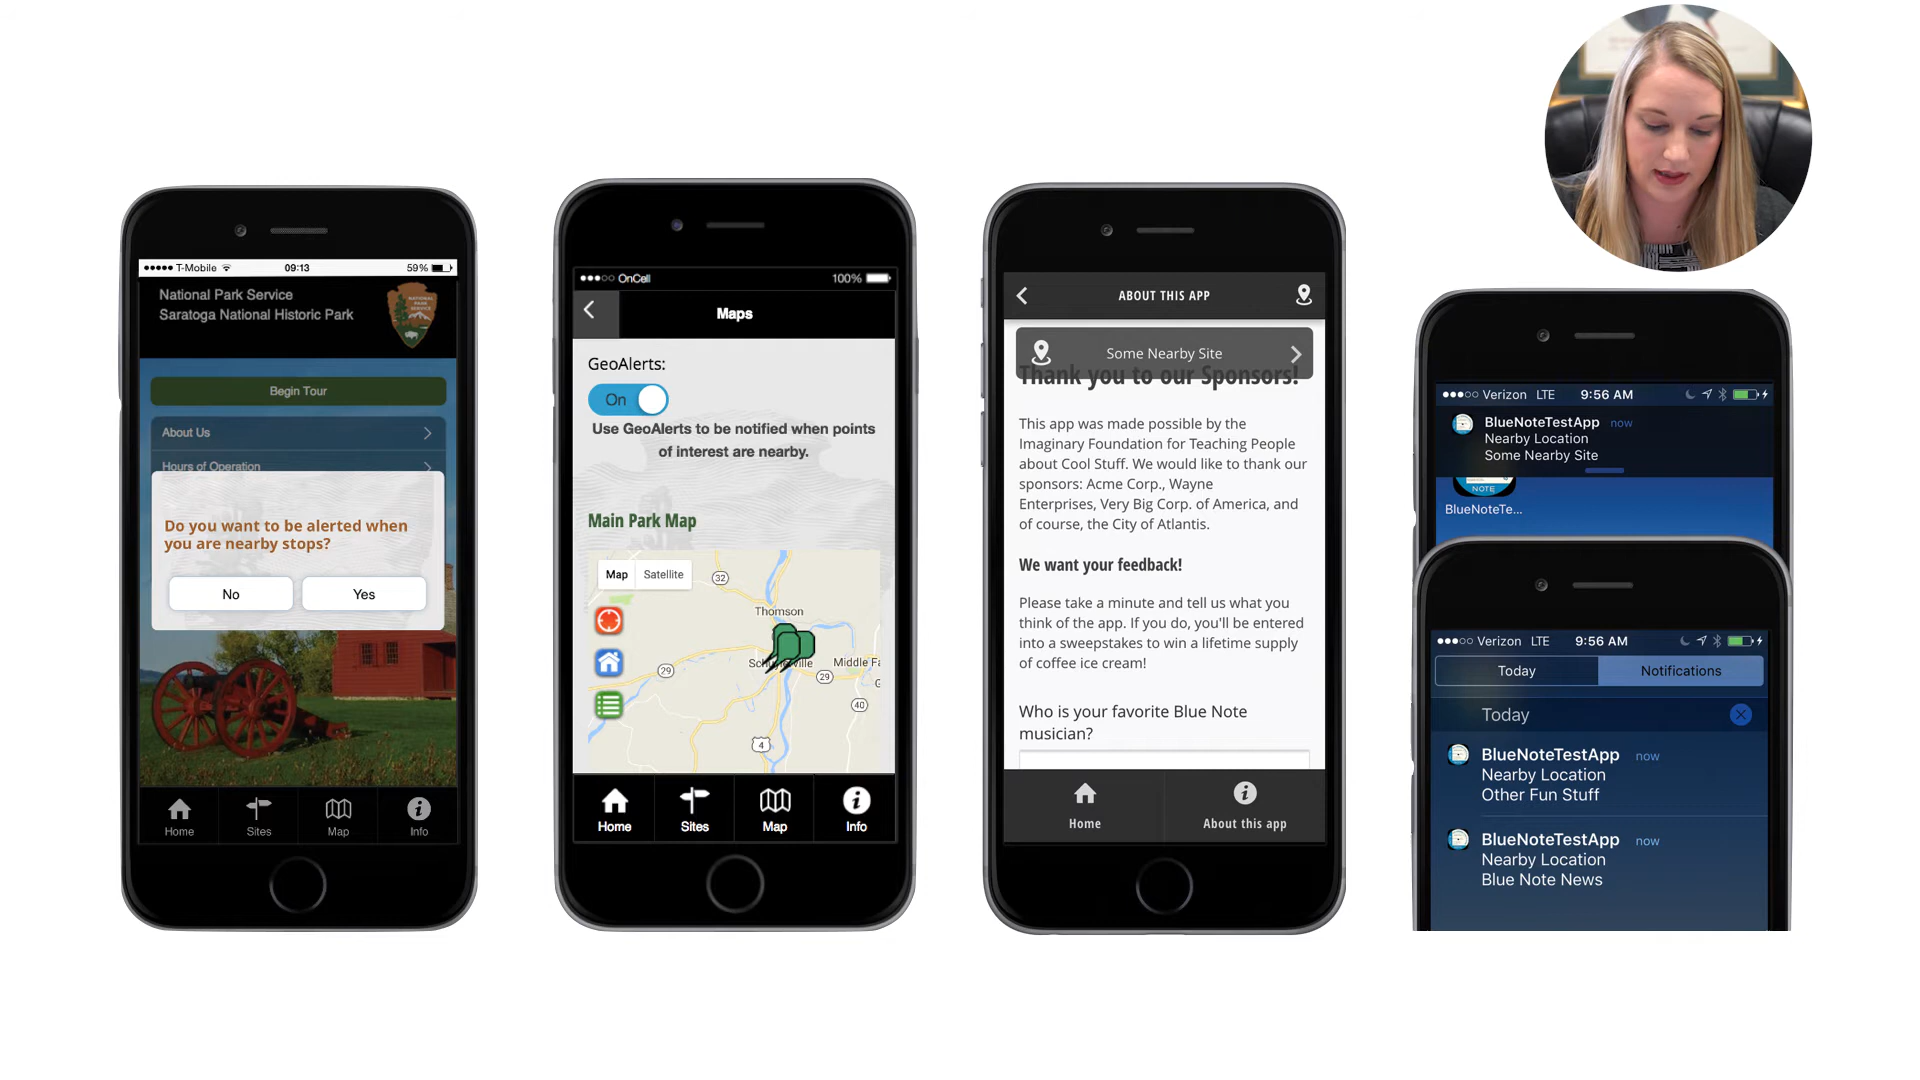 T-Mobile
09:13
59%
National Park Service
Saratoga National Historic Park
Begin Tour
About Us
Hours of Operation
Do you want to be alerted when
you are nearby stops?
No
Yes
Home
Sites
Map
Info
OnCell
100%
Maps
GeoAlerts:
On
Use GeoAlerts to be notified when points
of interest are nearby.
Main Park Map
Map
Satellite
32
Thomson
29
Middle Fa
29
40
4
Home
Sites
Map
Info
ABOUT THIS APP
Some Nearby Site
Thank you to our Sponsors!
This app was made possible by the
Imaginary Foundation for Teaching People
about Cool Stuff. We would like to thank our
sponsors: Acme Corp., Wayne
Enterprises, Very Big Corp. of America, and
of course, the City of Atlantis.
We want your feedback!
Please take a minute and tell us what you
think of the app. If you do, you'll be entered
into a sweepstakes to win a lifetime supply
of coffee ice cream!
Who is your favorite Blue Note
musician?
Home
About this app
Verizon LTE
9:56 AM
BlueNoteTestApp now
Nearby Location
Some Nearby Site
NOTE
BlueNoteTe...
Verizon LTE
9:56 AM
Today
Notifications
Today
BlueNoteTestApp now
Nearby Location
Other Fun Stuff
BlueNoteTestApp now
Nearby Location
Blue Note News